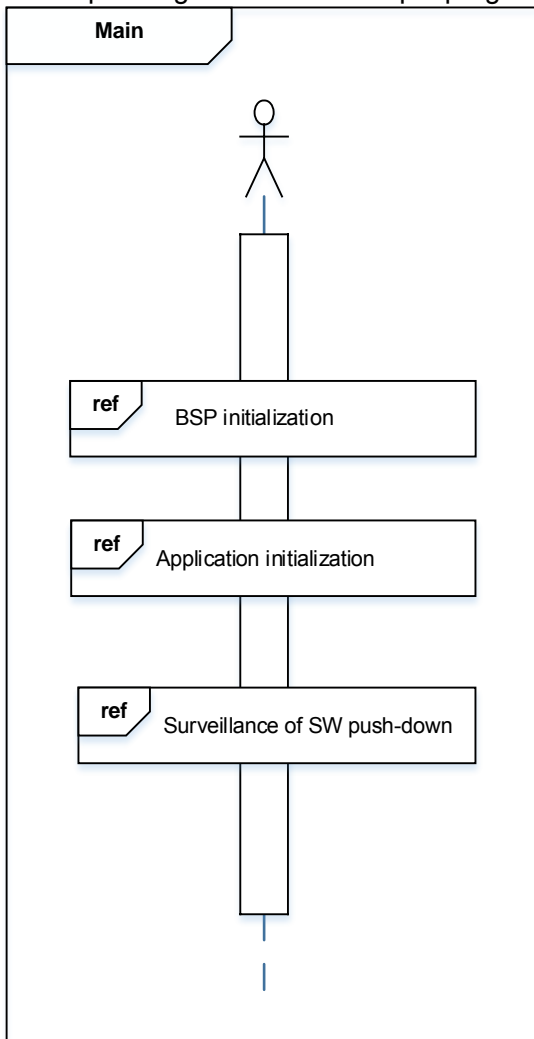 Main
ref
BSP initialization
ref
Application initialization
ref
Surveillance of SW push-down